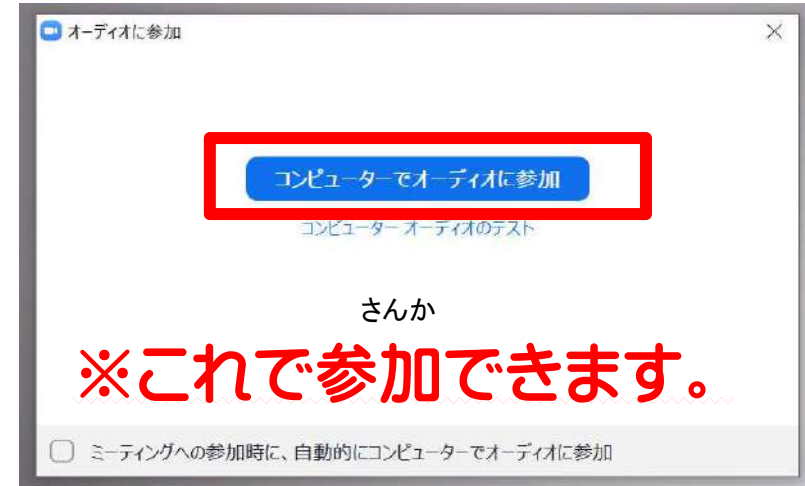 オーディオに参加
コンピューターでオーディオに参加
コンピューター オーディオのテスト
さんか
※これで参加できます。
ミーティングへの参加時に、自動的にコンピューターでオーディオに参加